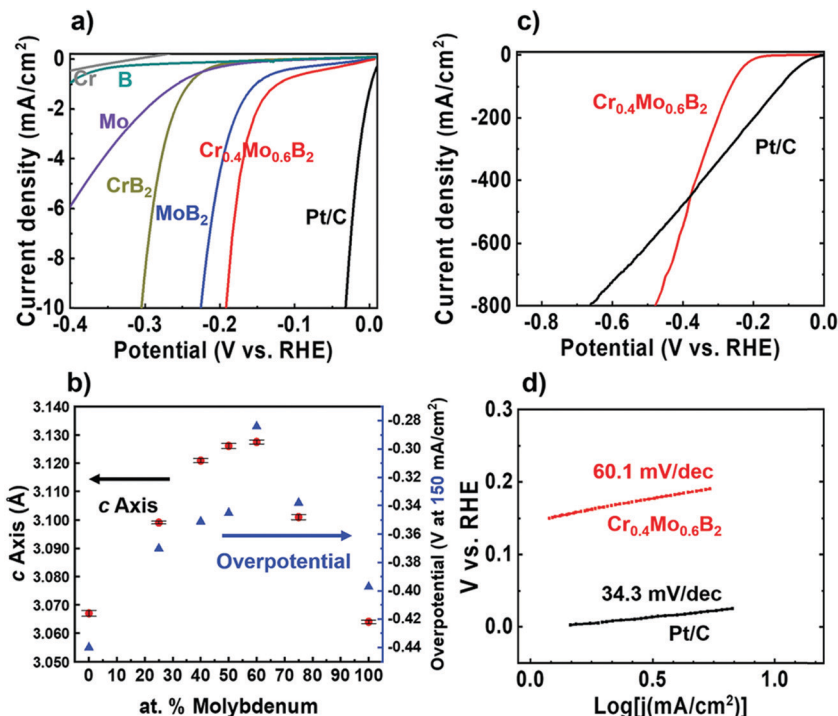 a)
Current density (mA/cm²)
0
-2
-4
-6
-8
-10
Cr
B
Mo
CrB₂
MoB₂
Cr₀.₄Mo₀.₆B₂
Pt/C
-0.4 -0.3 -0.2 -0.1 0.0
Potential (V vs. RHE)
c)
Current density (mA/cm²)
0
-200
-400
-600
-800
Cr₀.₄Mo₀.₆B₂
Pt/C
-0.8 -0.6 -0.4 -0.2 0.0
Potential (V vs. RHE)
b)
c Axis (Å)
3.140
3.130
3.120
3.110
3.100
3.090
3.080
3.070
3.060
3.050
c Axis
Overpotential
-0.28
-0.30
-0.32
-0.34
-0.36
-0.38
-0.40
-0.42
-0.44
Overpotential (V at 150 mA/cm²)
0 10 20 30 40 50 60 70 80 90 100
at. % Molybdenum
d)
V vs. RHE
0.3
0.2
0.1
0.0
60.1 mV/dec
Cr₀.₄Mo₀.₆B₂
34.3 mV/dec
Pt/C
0.0 0.5 1.0
Log[j(mA/cm²)]